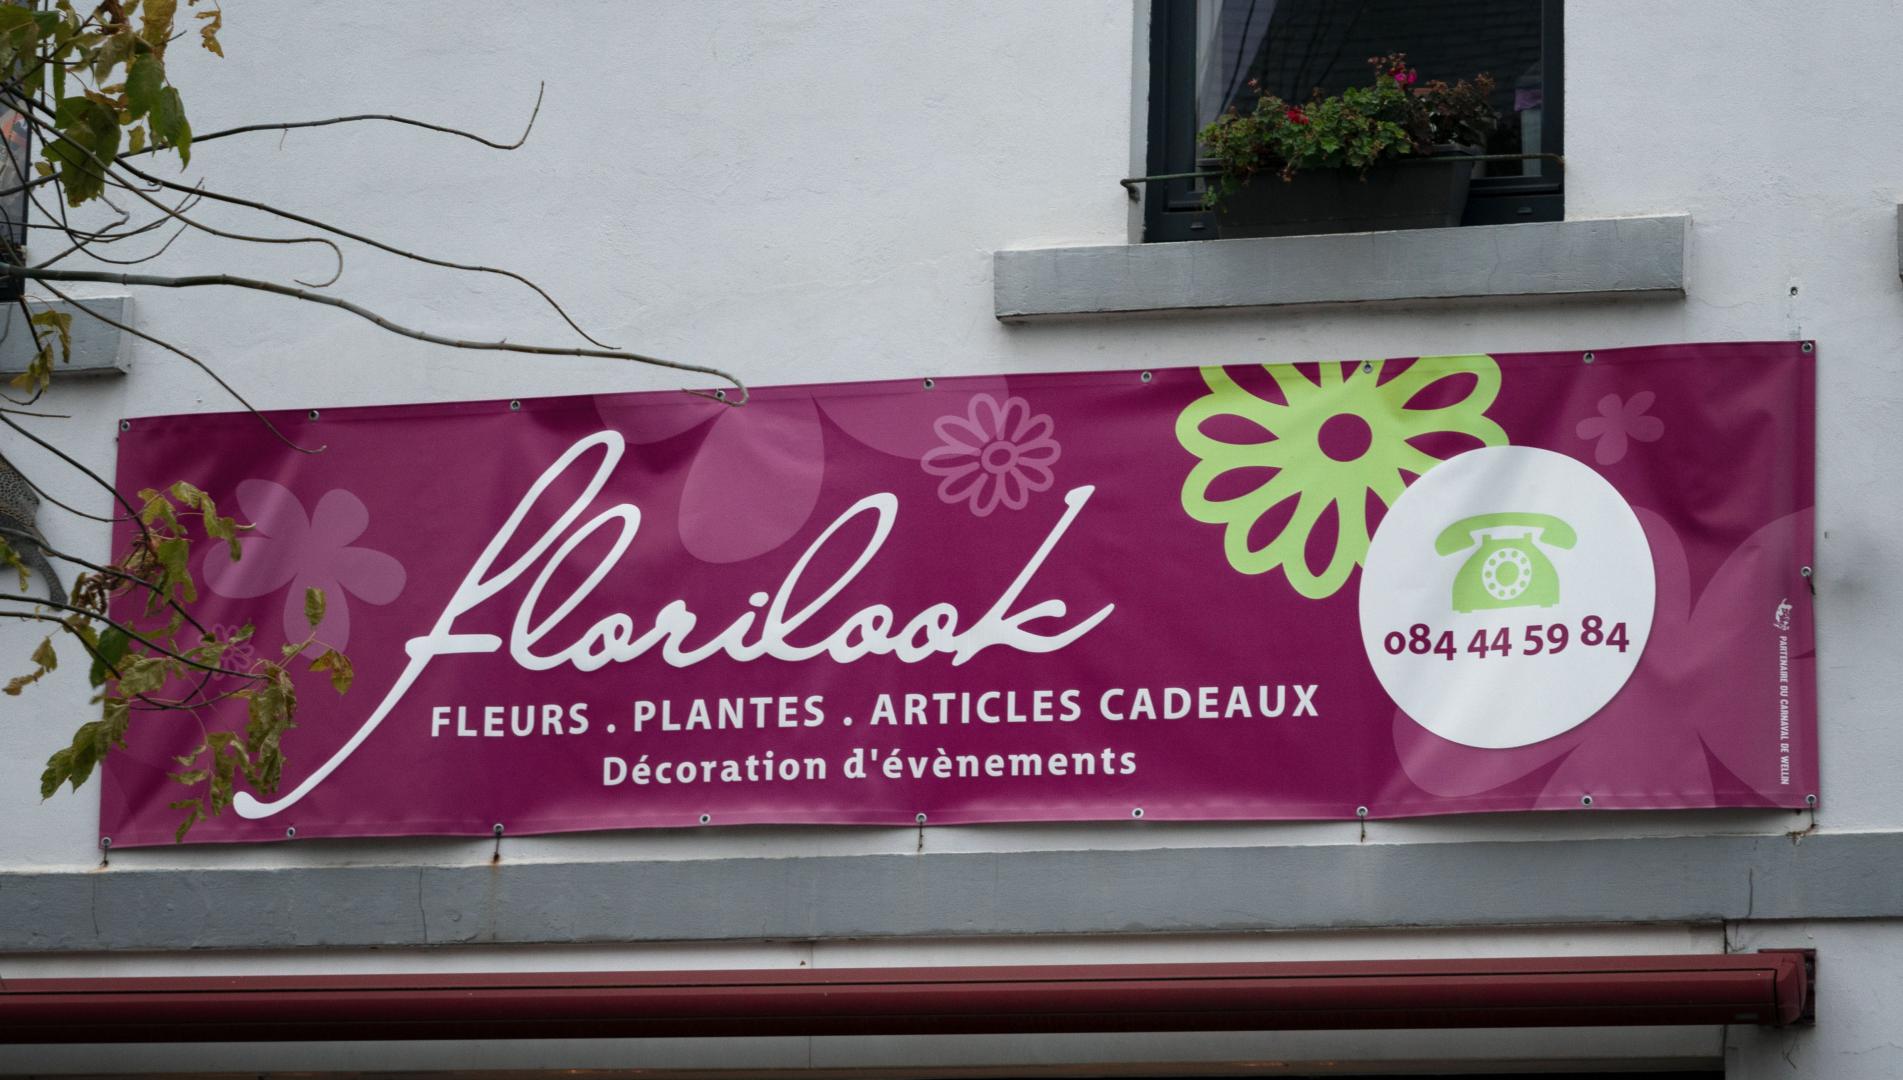 florilook
FLEURS . PLANTES . ARTICLES CADEAUX
Décoration d'évènements
084 44 59 84
PARTENAIRE DU CARNAVAL DE WELLIN